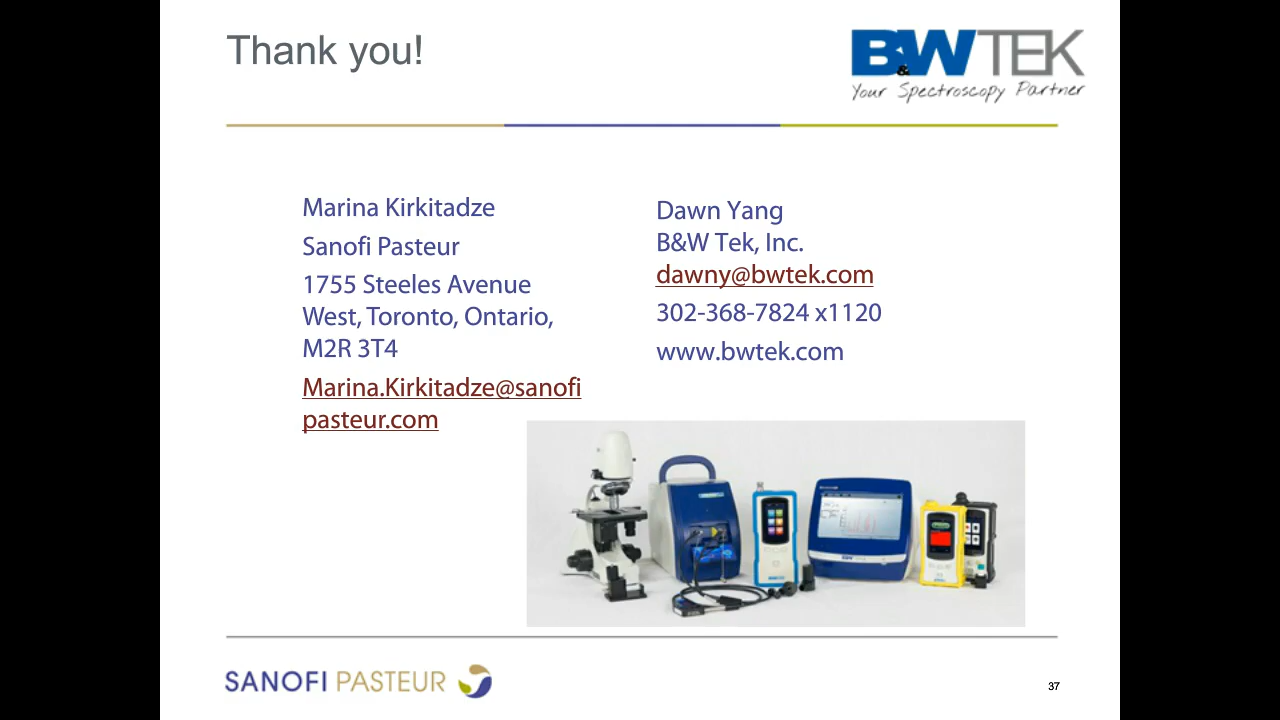 Thank you!
B&W TEK
Your Spectroscopy Partner
Marina Kirkitadze
Sanofi Pasteur
1755 Steeles Avenue
West, Toronto, Ontario,
M2R 3T4
Marina.Kirkitadze@sanofi
pasteur.com
Dawn Yang
B&W Tek, Inc.
dawny@bwtek.com
302-368-7824 x1120
www.bwtek.com
B&W TEK
SANOFI PASTEUR
37